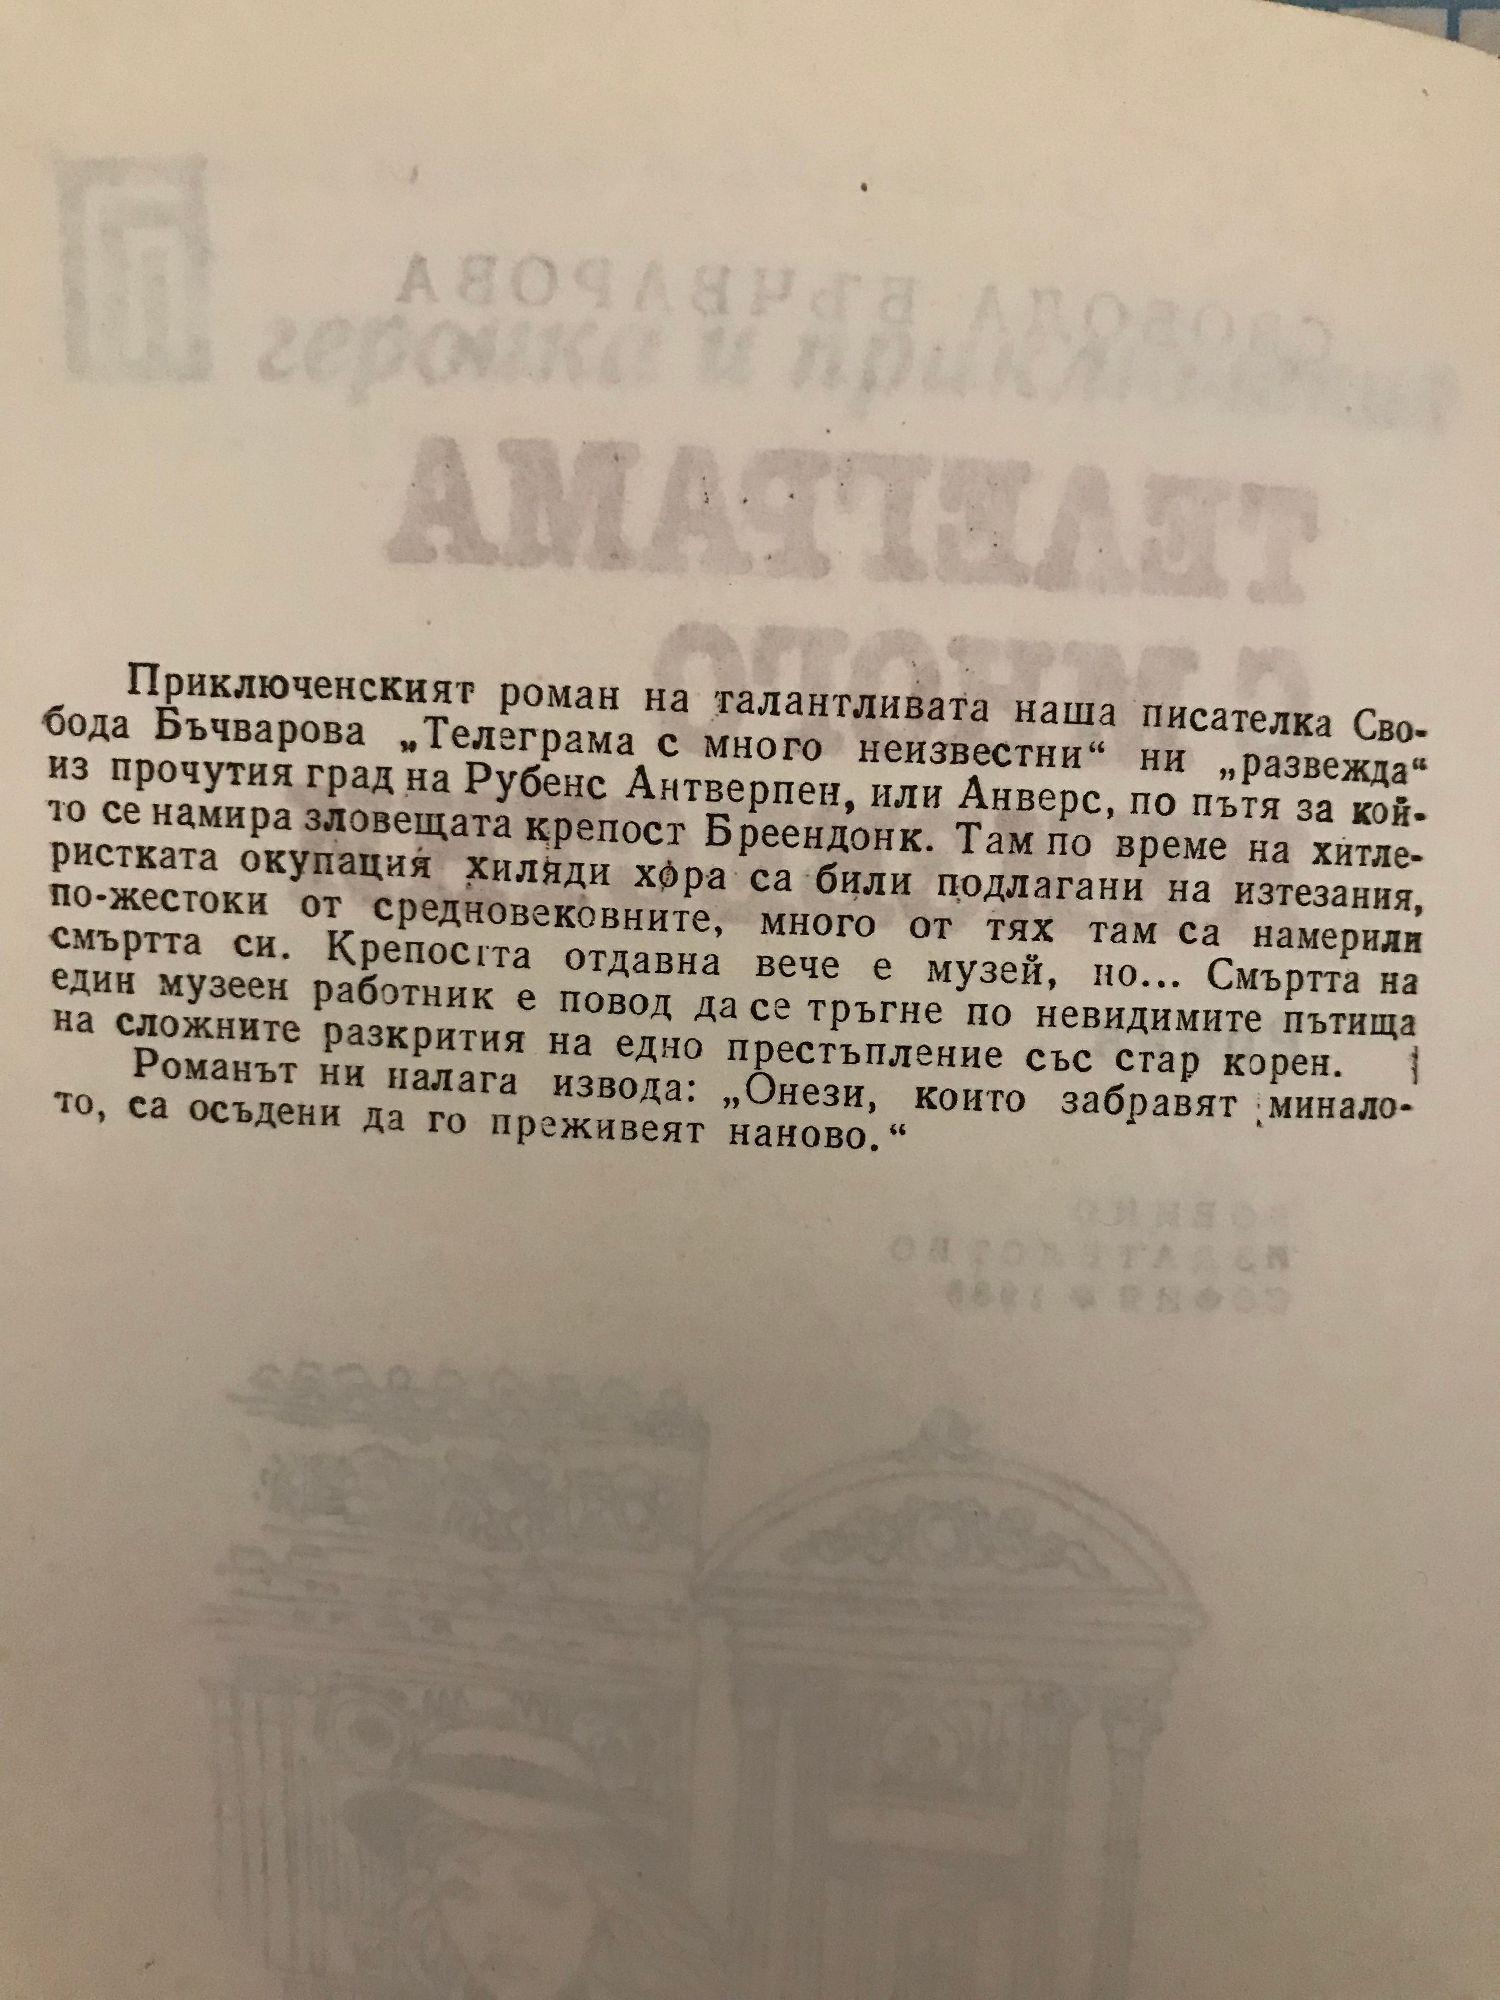 Приключенският роман на талантливата наша писателка Сво-
бода Бъчварова „Телеграма с много неизвестни“ ни „развежда“
из прочутия град на Рубенс Антверпен, или Анверс, по пътя за кой-
то се намира зловещата крепост Бреендонк. Там по време на хитле-
ристката окупация хиляди хора са били подлагани на изтезания,
по-жестоки от средновековните, много от тях там са намерили
смъртта си. Крепостта отдавна вече е музей, но... Смъртта на
един музеен работник е повод да се тръгне по невидимите пътища
на сложните разкрития на едно престъпление със стар корен.
Романът ни налага извода: „Онези, които забравят минало-
то, са осъдени да го преживеят наново.“